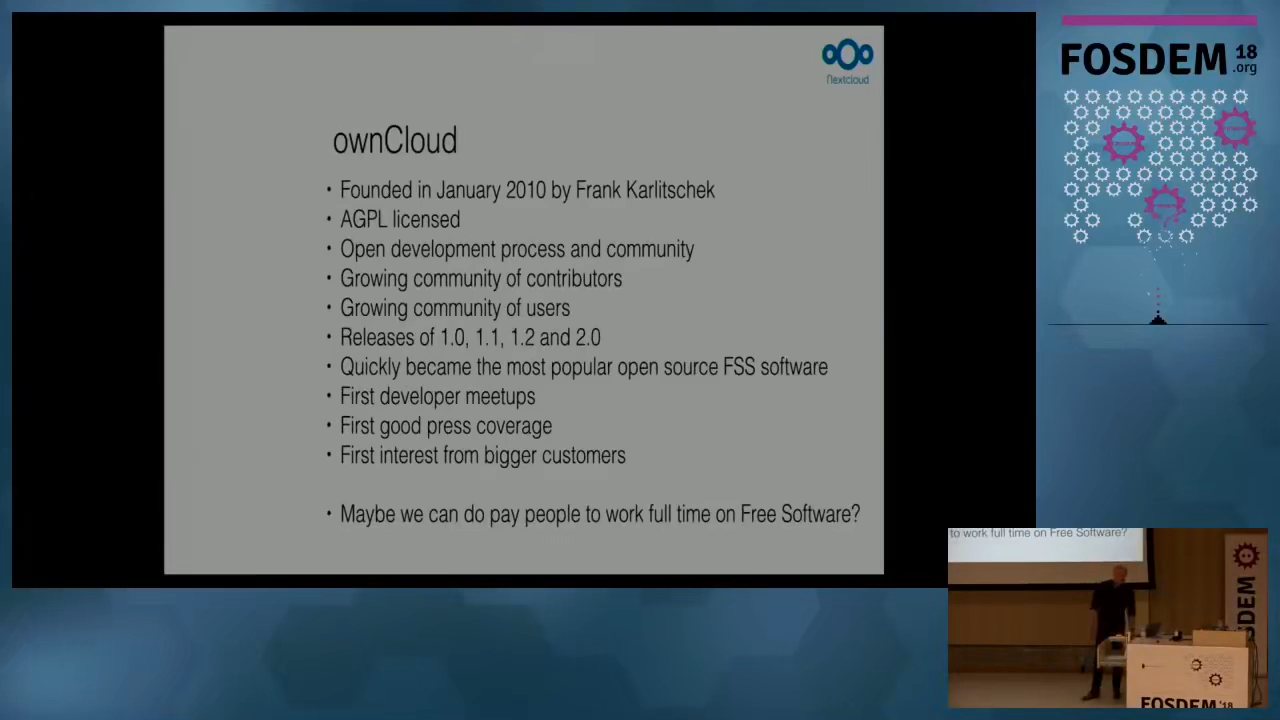 FOSDEM 18
.org
Nextcloud
ownCloud
• Founded in January 2010 by Frank Karlitschek
• AGPL licensed
• Open development process and community
• Growing community of contributors
• Growing community of users
• Releases of 1.0, 1.1, 1.2 and 2.0
• Quickly became the most popular open source FSS software
• First developer meetups
• First good press coverage
• First interest from bigger customers
• Maybe we can do pay people to work full time on Free Software?
to work full time on Free Software?
FOSDEM'18